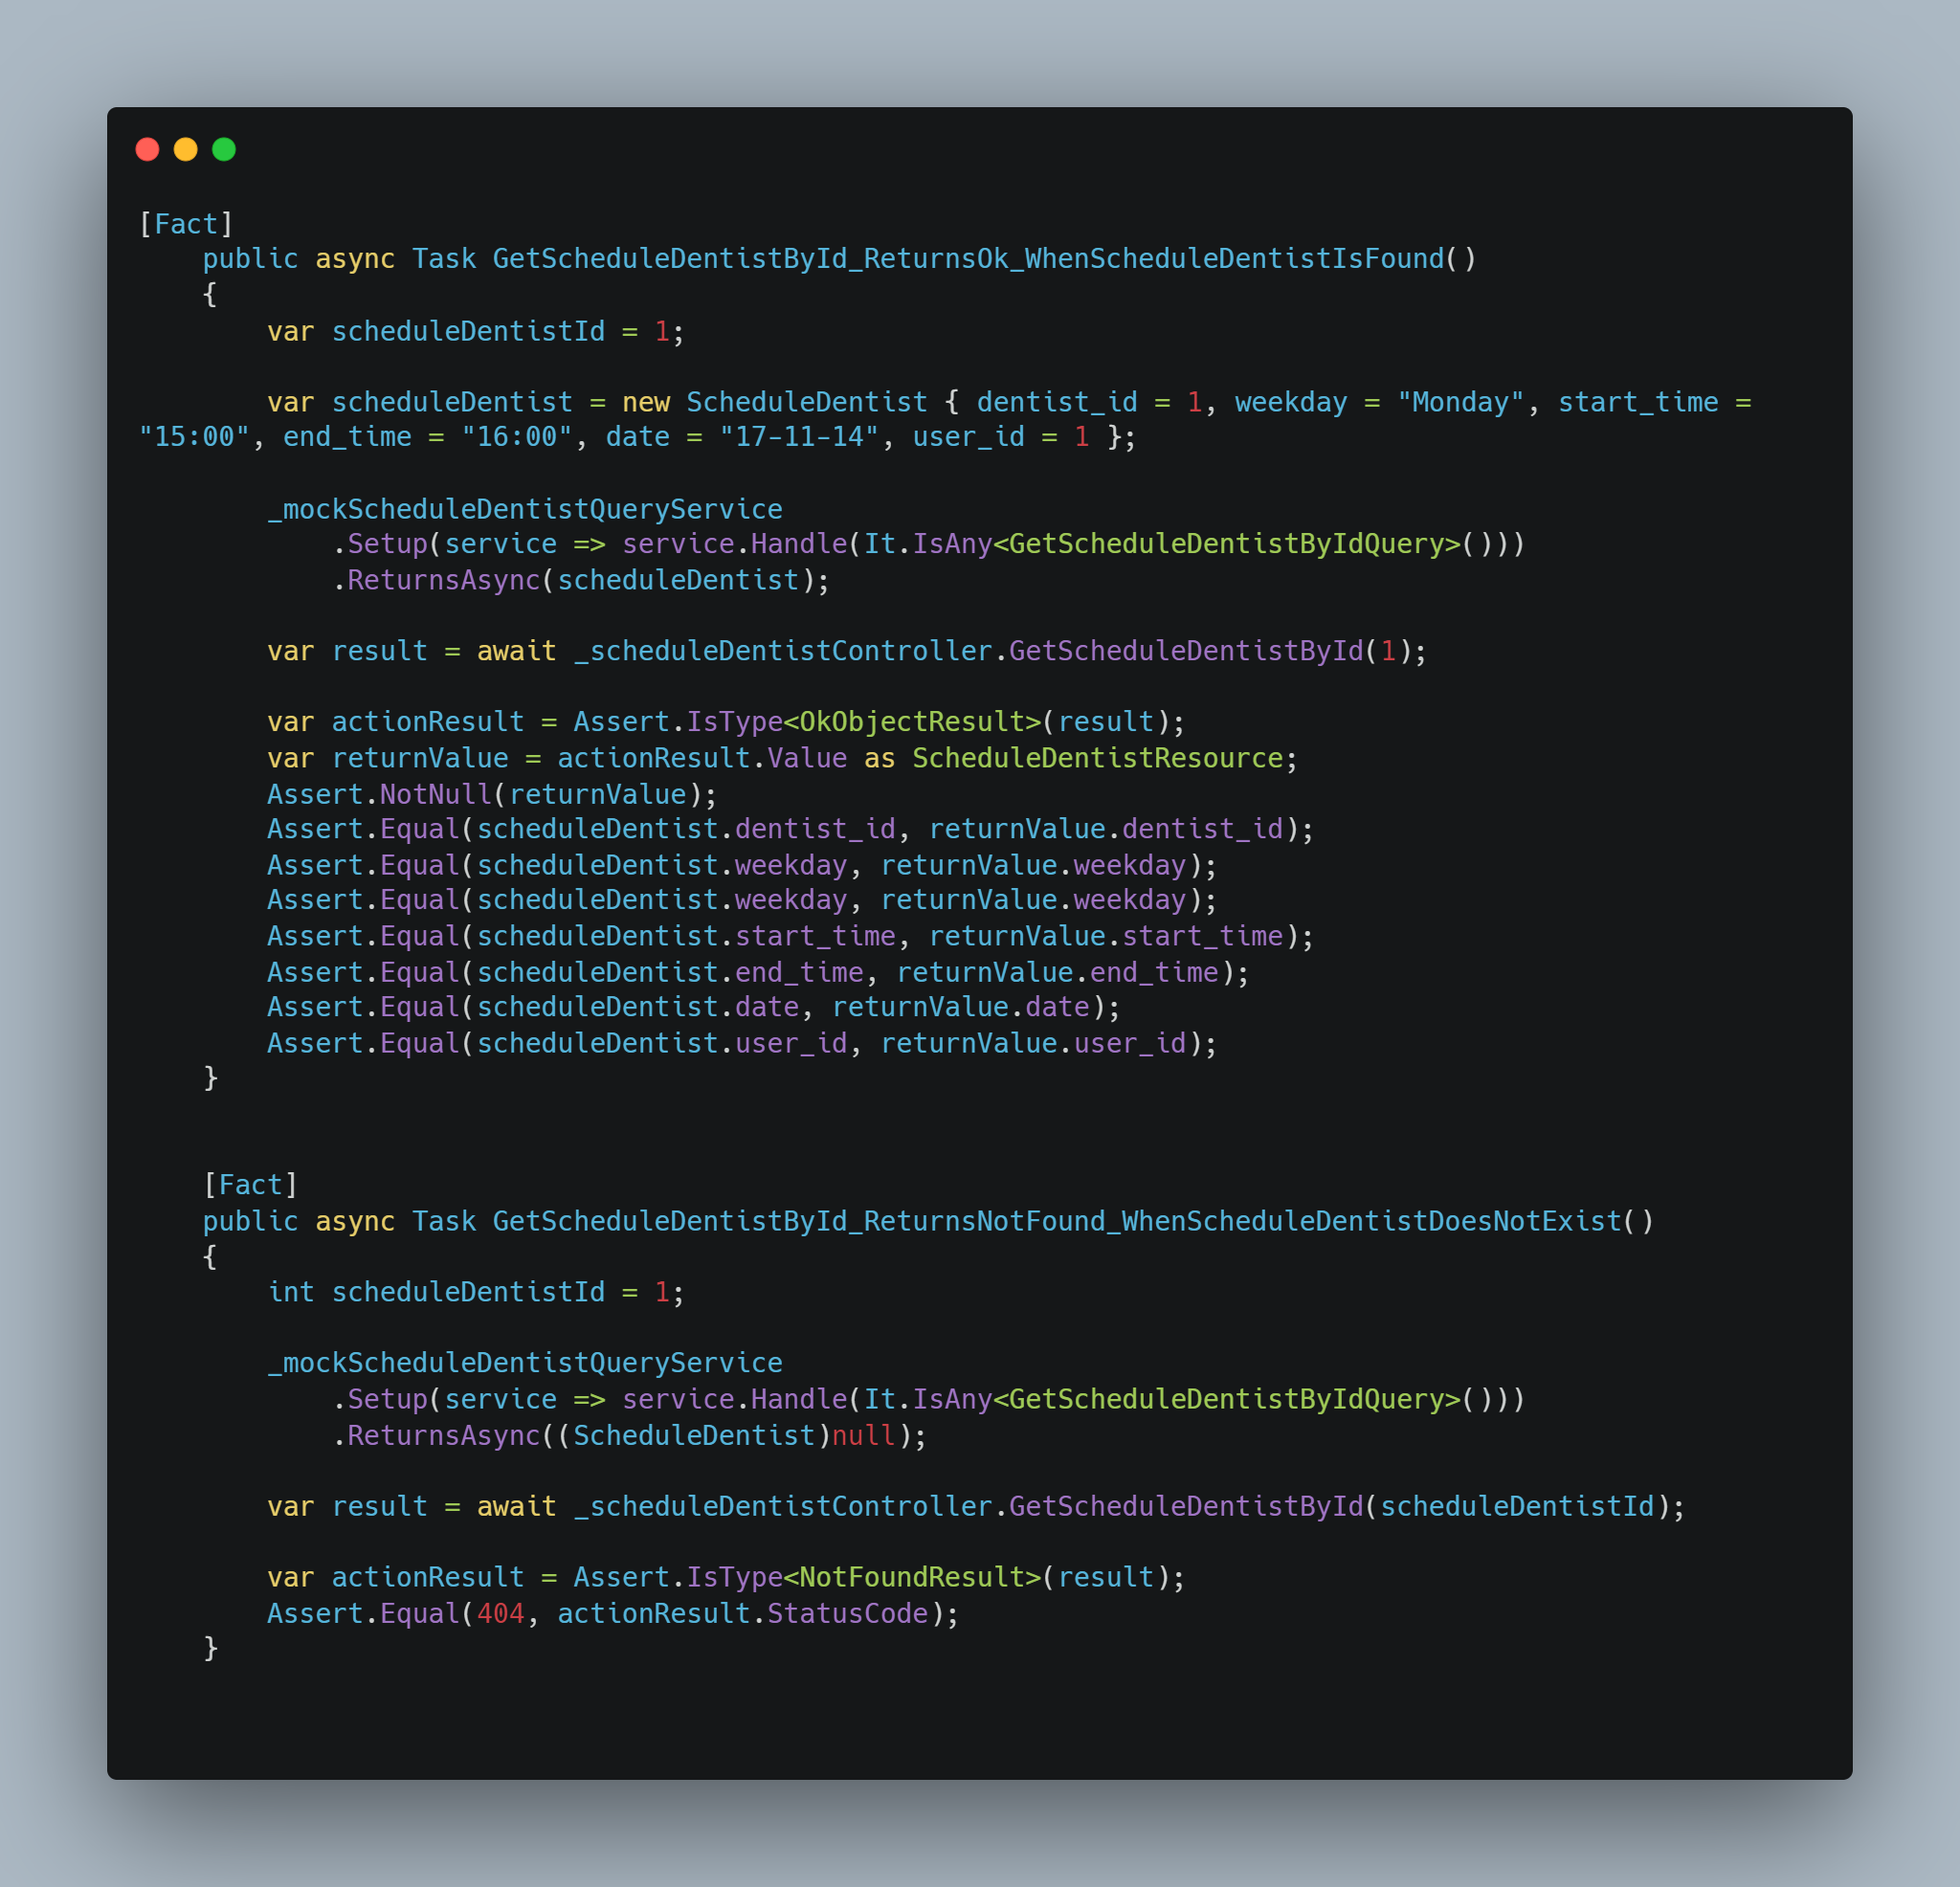 [Fact]
    public async Task GetScheduleDentistById_ReturnsOk_WhenScheduleDentistIsFound()
    {
        var scheduleDentistId = 1;

        var scheduleDentist = new ScheduleDentist { dentist_id = 1, weekday = "Monday", start_time =
"15:00", end_time = "16:00", date = "17-11-14", user_id = 1 };

        _mockScheduleDentistQueryService
            .Setup(service => service.Handle(It.IsAny<GetScheduleDentistByIdQuery>()))
            .ReturnsAsync(scheduleDentist);

        var result = await _scheduleDentistController.GetScheduleDentistById(1);

        var actionResult = Assert.IsType<OkObjectResult>(result);
        var returnValue = actionResult.Value as ScheduleDentistResource;
        Assert.NotNull(returnValue);
        Assert.Equal(scheduleDentist.dentist_id, returnValue.dentist_id);
        Assert.Equal(scheduleDentist.weekday, returnValue.weekday);
        Assert.Equal(scheduleDentist.weekday, returnValue.weekday);
        Assert.Equal(scheduleDentist.start_time, returnValue.start_time);
        Assert.Equal(scheduleDentist.end_time, returnValue.end_time);
        Assert.Equal(scheduleDentist.date, returnValue.date);
        Assert.Equal(scheduleDentist.user_id, returnValue.user_id);
    }


    [Fact]
    public async Task GetScheduleDentistById_ReturnsNotFound_WhenScheduleDentistDoesNotExist()
    {
        int scheduleDentistId = 1;

        _mockScheduleDentistQueryService
            .Setup(service => service.Handle(It.IsAny<GetScheduleDentistByIdQuery>()))
            .ReturnsAsync((ScheduleDentist)null);

        var result = await _scheduleDentistController.GetScheduleDentistById(scheduleDentistId);

        var actionResult = Assert.IsType<NotFoundResult>(result);
        Assert.Equal(404, actionResult.StatusCode);
    }